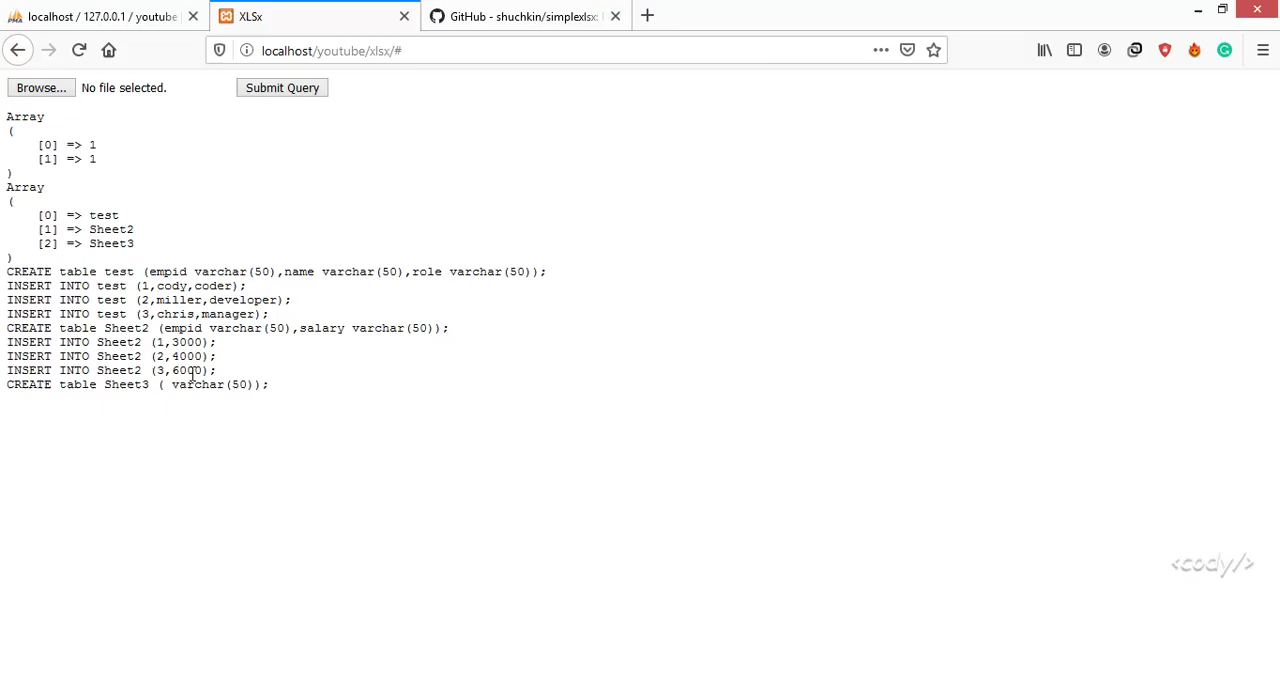 localhost / 127.0.0.1 / youtube
XLSx
GitHub - shuchkin/simplexlsx:
localhost/youtube/xlsx/#
Browse... No file selected. Submit Query
Array
(
[0] => 1
[1] => 1
)
Array
(
[0] => test
[1] => Sheet2
[2] => Sheet3
)
CREATE table test (empid varchar(50),name varchar(50),role varchar(50));
INSERT INTO test (1,cody,coder);
INSERT INTO test (2,miller,developer);
INSERT INTO test (3,chris,manager);
CREATE table Sheet2 (empid varchar(50),salary varchar(50));
INSERT INTO Sheet2 (1,3000);
INSERT INTO Sheet2 (2,4000);
INSERT INTO Sheet2 (3,6000);
CREATE table Sheet3 ( varchar(50));
<cody/>